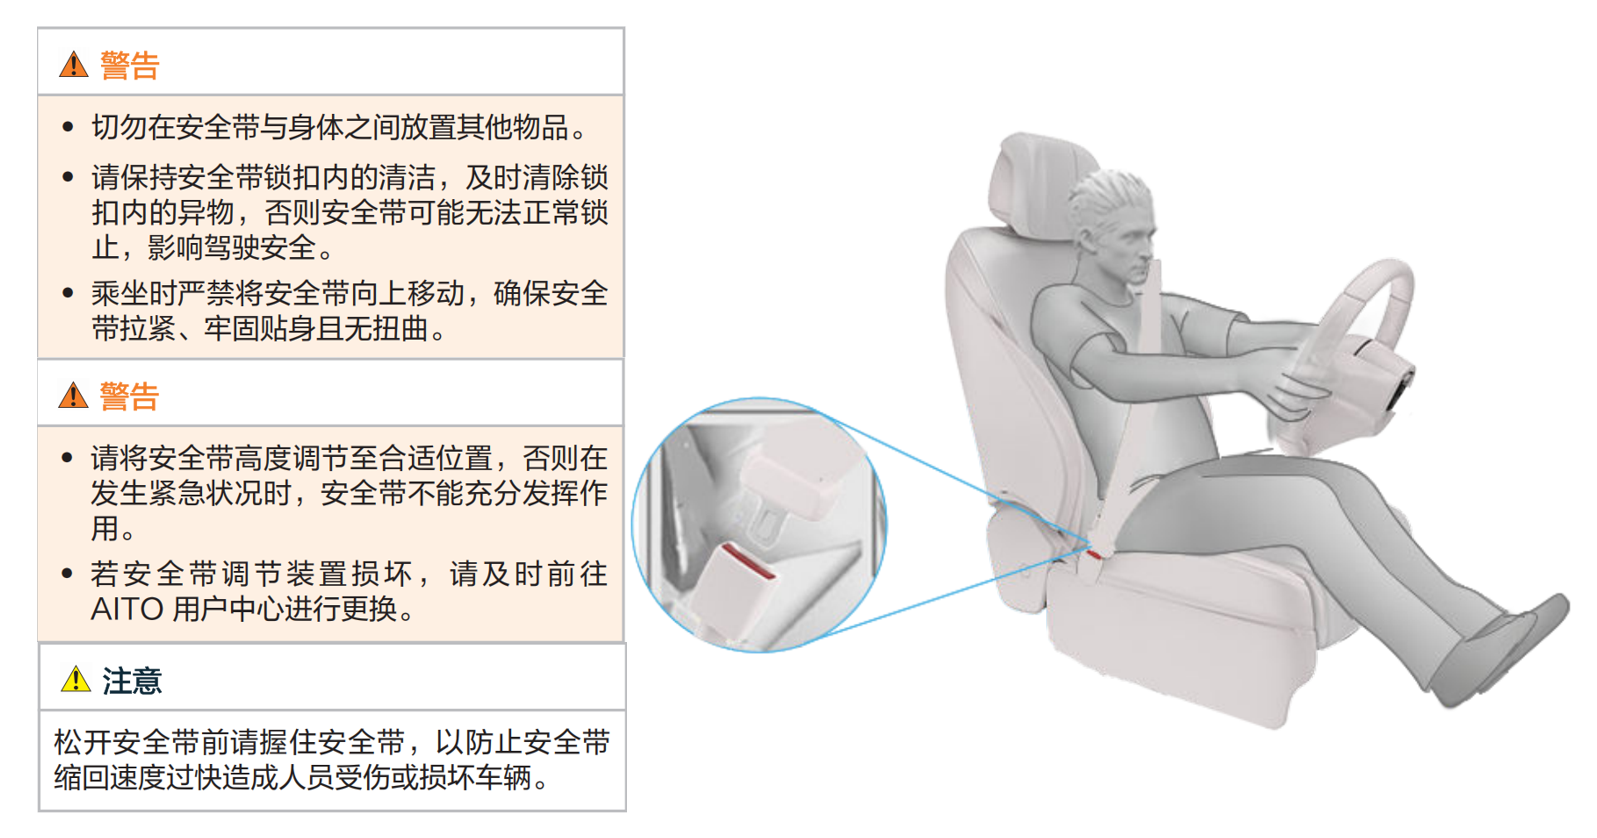 警告
• 切勿在安全带与身体之间放置其他物品。
• 请保持安全带锁扣内的清洁，及时清除锁
扣内的异物，否则安全带可能无法正常锁
止，影响驾驶安全。
• 乘坐时严禁将安全带向上移动，确保安全
带拉紧、牢固贴身且无扭曲。
警告
• 请将安全带高度调节至合适位置，否则在
发生紧急状况时，安全带不能充分发挥作
用。
• 若安全带调节装置损坏，请及时前往
AITO 用户中心进行更换。
注意
松开安全带前请握住安全带，以防止安全带
缩回速度过快造成人员受伤或损坏车辆。